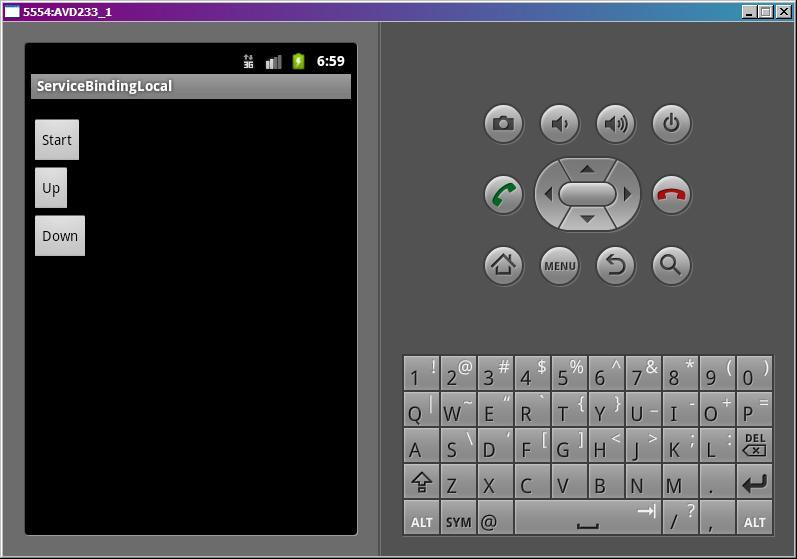 5554:AVD233_1
3G 6:59
ServiceBindingLocal
Start
Up
Down
MENU
1 ! 2 @ 3 # 4 $ 5 % 6 ^ 7 & 8 * 9 ( 0 )
Q | W ~ E “ R ` T { Y } U _ I - O + P =
A S \ D ‘ F [ G ] H < J > K ; L : DEL
Z X C V B N M .
ALT SYM @ / ? , ALT